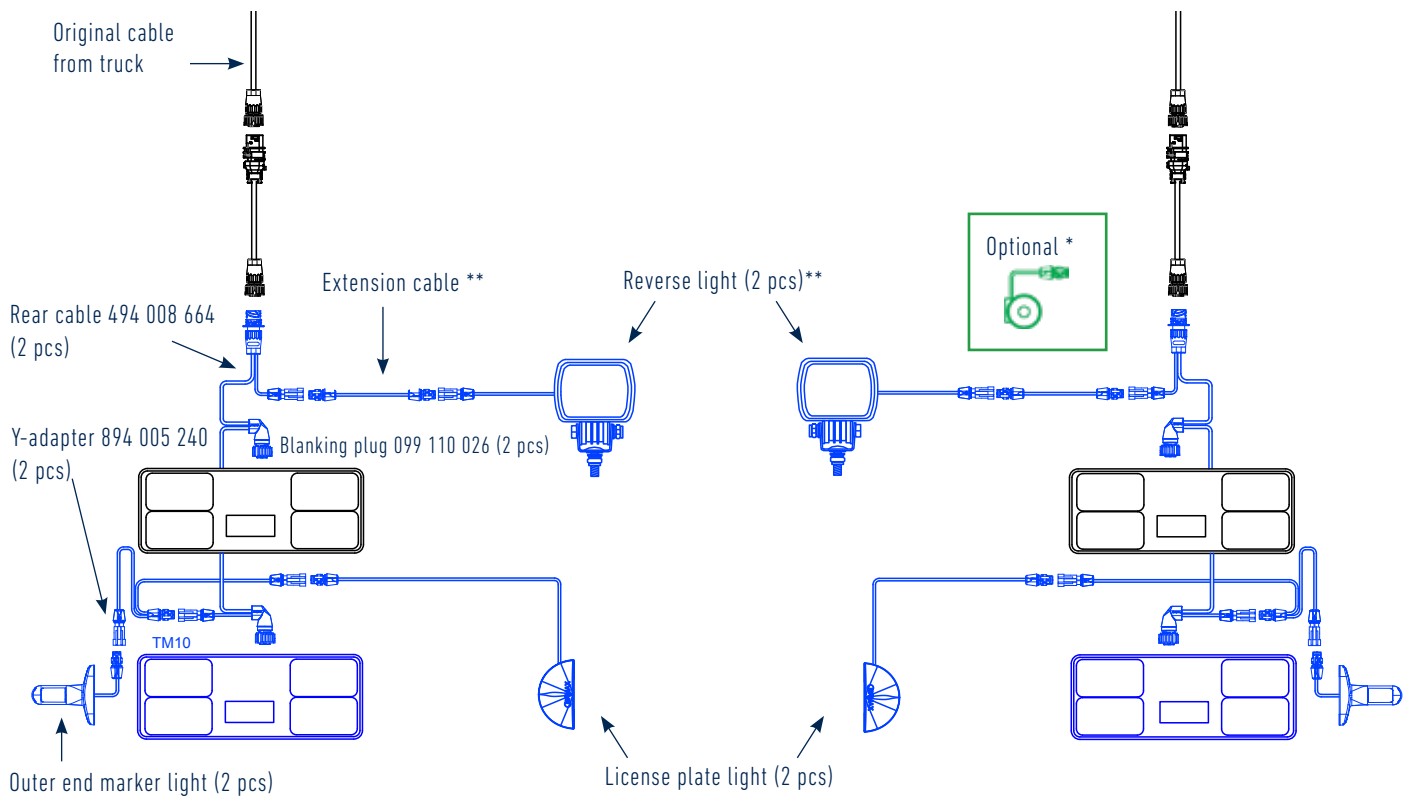 Original cable
from truck
Optional *
Extension cable **
Reverse light (2 pcs)**
Rear cable 494 008 664
(2 pcs)
Y-adapter 894 005 240
(2 pcs)
Blanking plug 099 110 026 (2 pcs)
TM10
License plate light (2 pcs)
Outer end marker light (2 pcs)